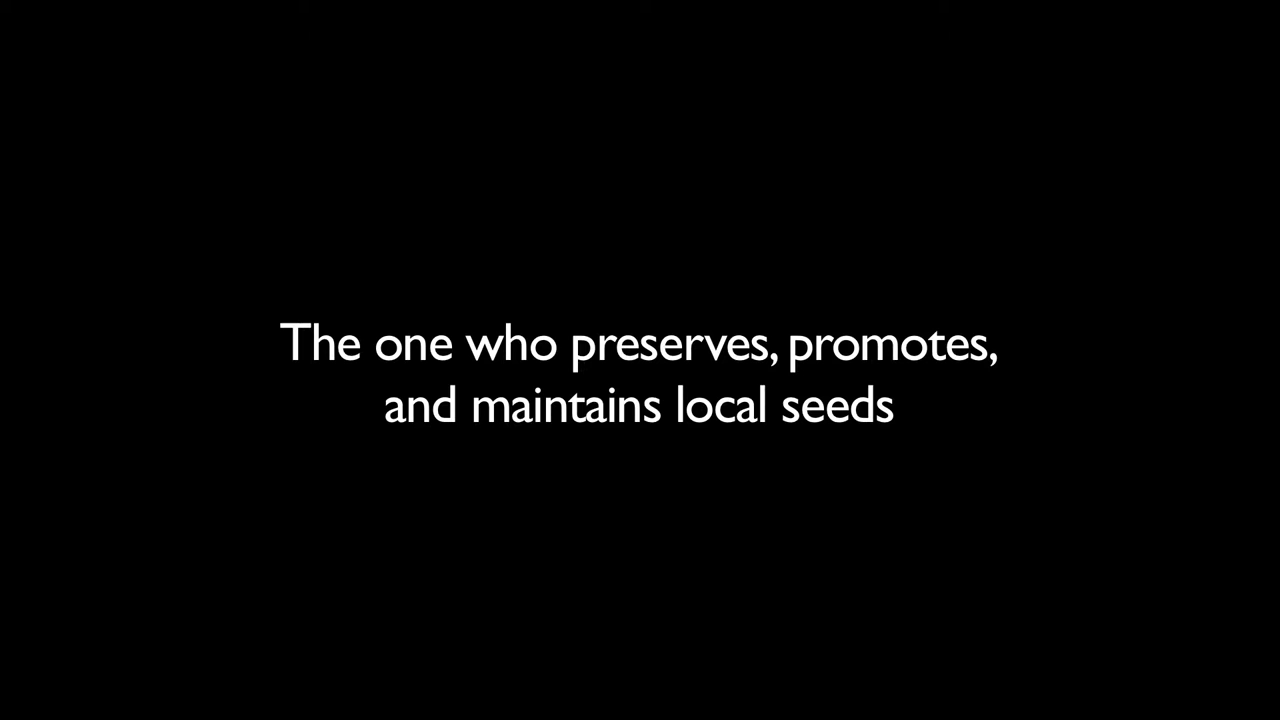 The one who preserves, promotes,
and maintains local seeds